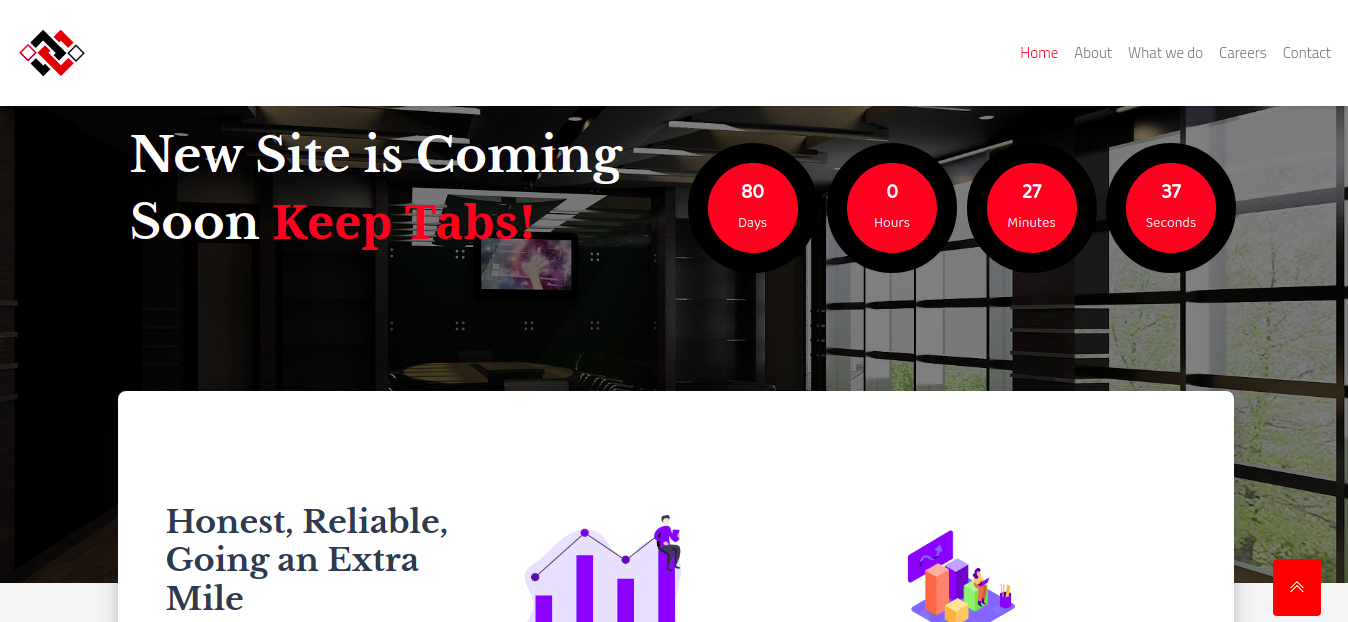 Home About What we do Careers Contact
New Site is Coming
Soon Keep Tabs!
80 0 27 37
Days Hours Minutes Seconds
Honest, Reliable,
Going an Extra
Mile